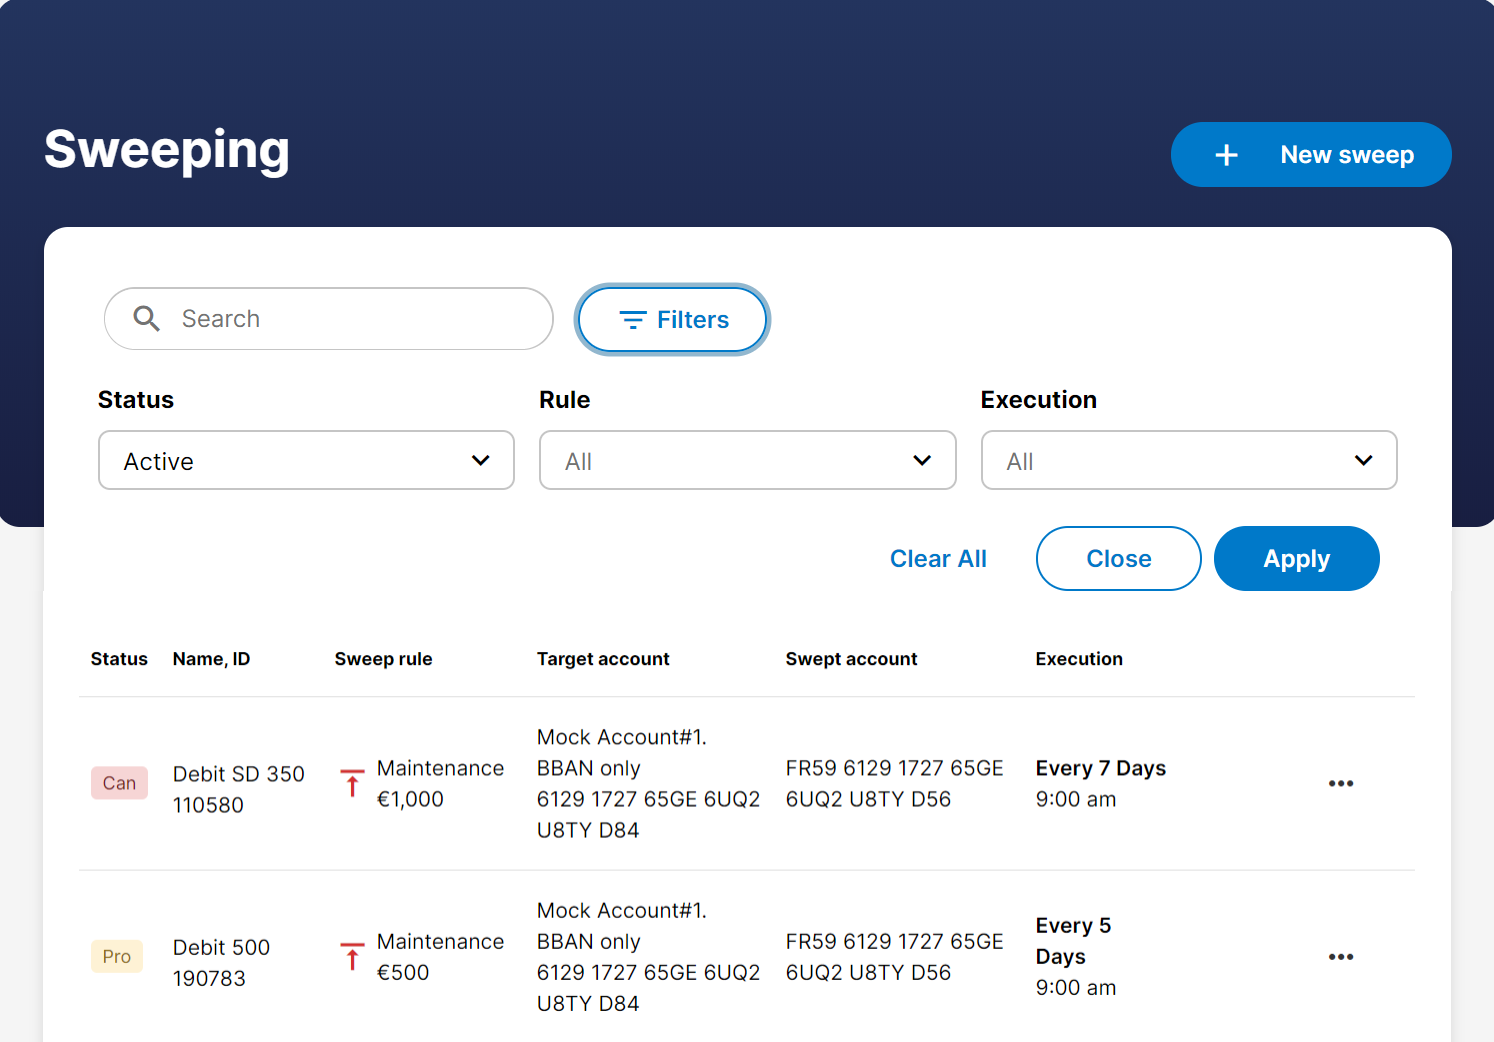 Sweeping
+ New sweep
Search
Filters
Status Rule Execution
Active All All
Clear All Close Apply
Status Name, ID Sweep rule Target account Swept account Execution
Can
Debit SD 350
110580
Maintenance
€1,000
Mock Account#1.
BBAN only
6129 1727 65GE 6UQ2
U8TY D84
FR59 6129 1727 65GE
6UQ2 U8TY D56
Every 7 Days
9:00 am
Pro
Debit 500
190783
Maintenance
€500
Mock Account#1.
BBAN only
6129 1727 65GE 6UQ2
U8TY D84
FR59 6129 1727 65GE
6UQ2 U8TY D56
Every 5
Days
9:00 am